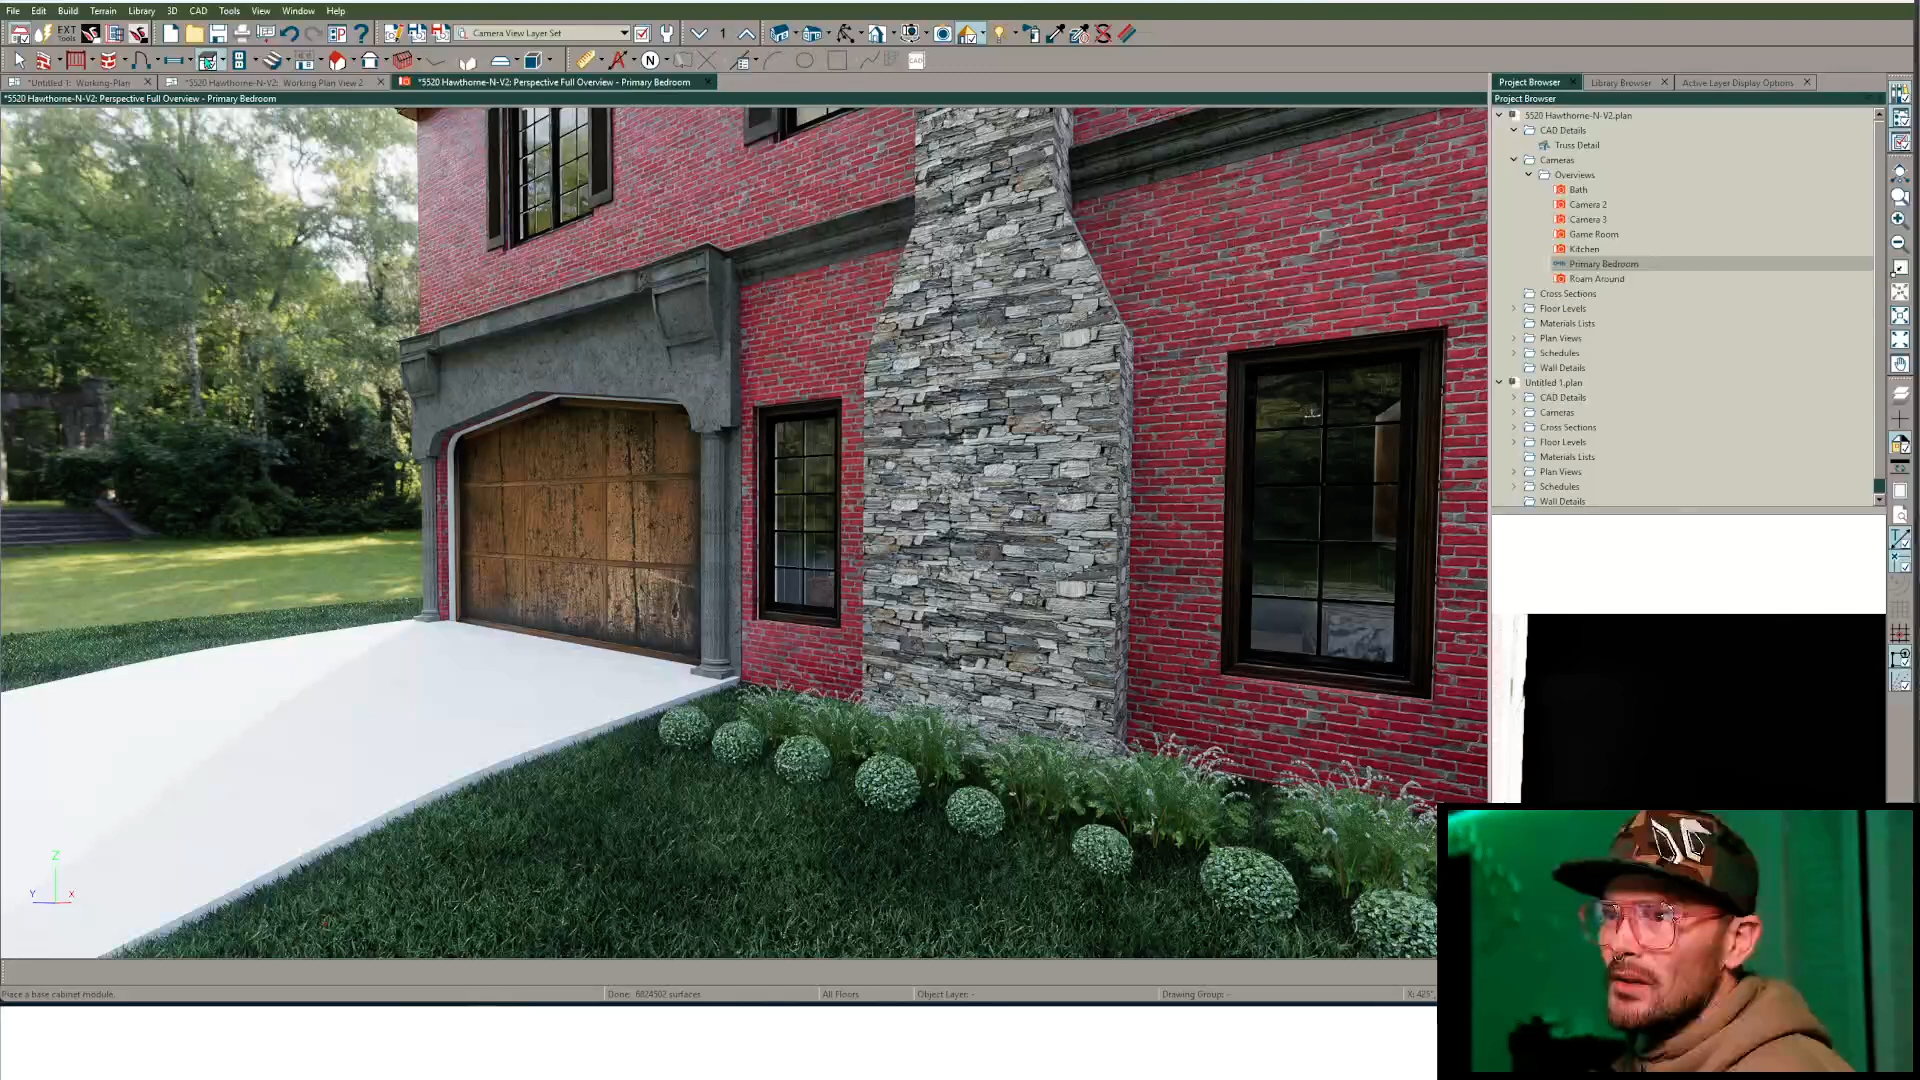 File Edit Build Terrain Library 3D CAD Tools View Window Help
EXT Tools
Camera View Layer Set
1
N
CAD
*Untitled 1: Working-Plan
*5520 Hawthorne-N-V2: Working Plan View 2
*5520 Hawthorne-N-V2: Perspective Full Overview - Primary Bedroom
*5520 Hawthorne-N-V2: Perspective Full Overview - Primary Bedroom
Z
Y
X
Project Browser
Library Browser
Active Layer Display Options
Project Browser
5520 Hawthorne-N-V2.plan
CAD Details
Truss Detail
Cameras
Overviews
Bath
Camera 2
Camera 3
Game Room
Kitchen
Primary Bedroom
Roam Around
Cross Sections
Floor Levels
Materials Lists
Plan Views
Schedules
Wall Details
Untitled 1.plan
CAD Details
Cameras
Cross Sections
Floor Levels
Materials Lists
Plan Views
Schedules
Wall Details
Place a base cabinet module.
Done: 6824502 surfaces
All Floors
Object Layer: -
Drawing Group: -
X: 425"